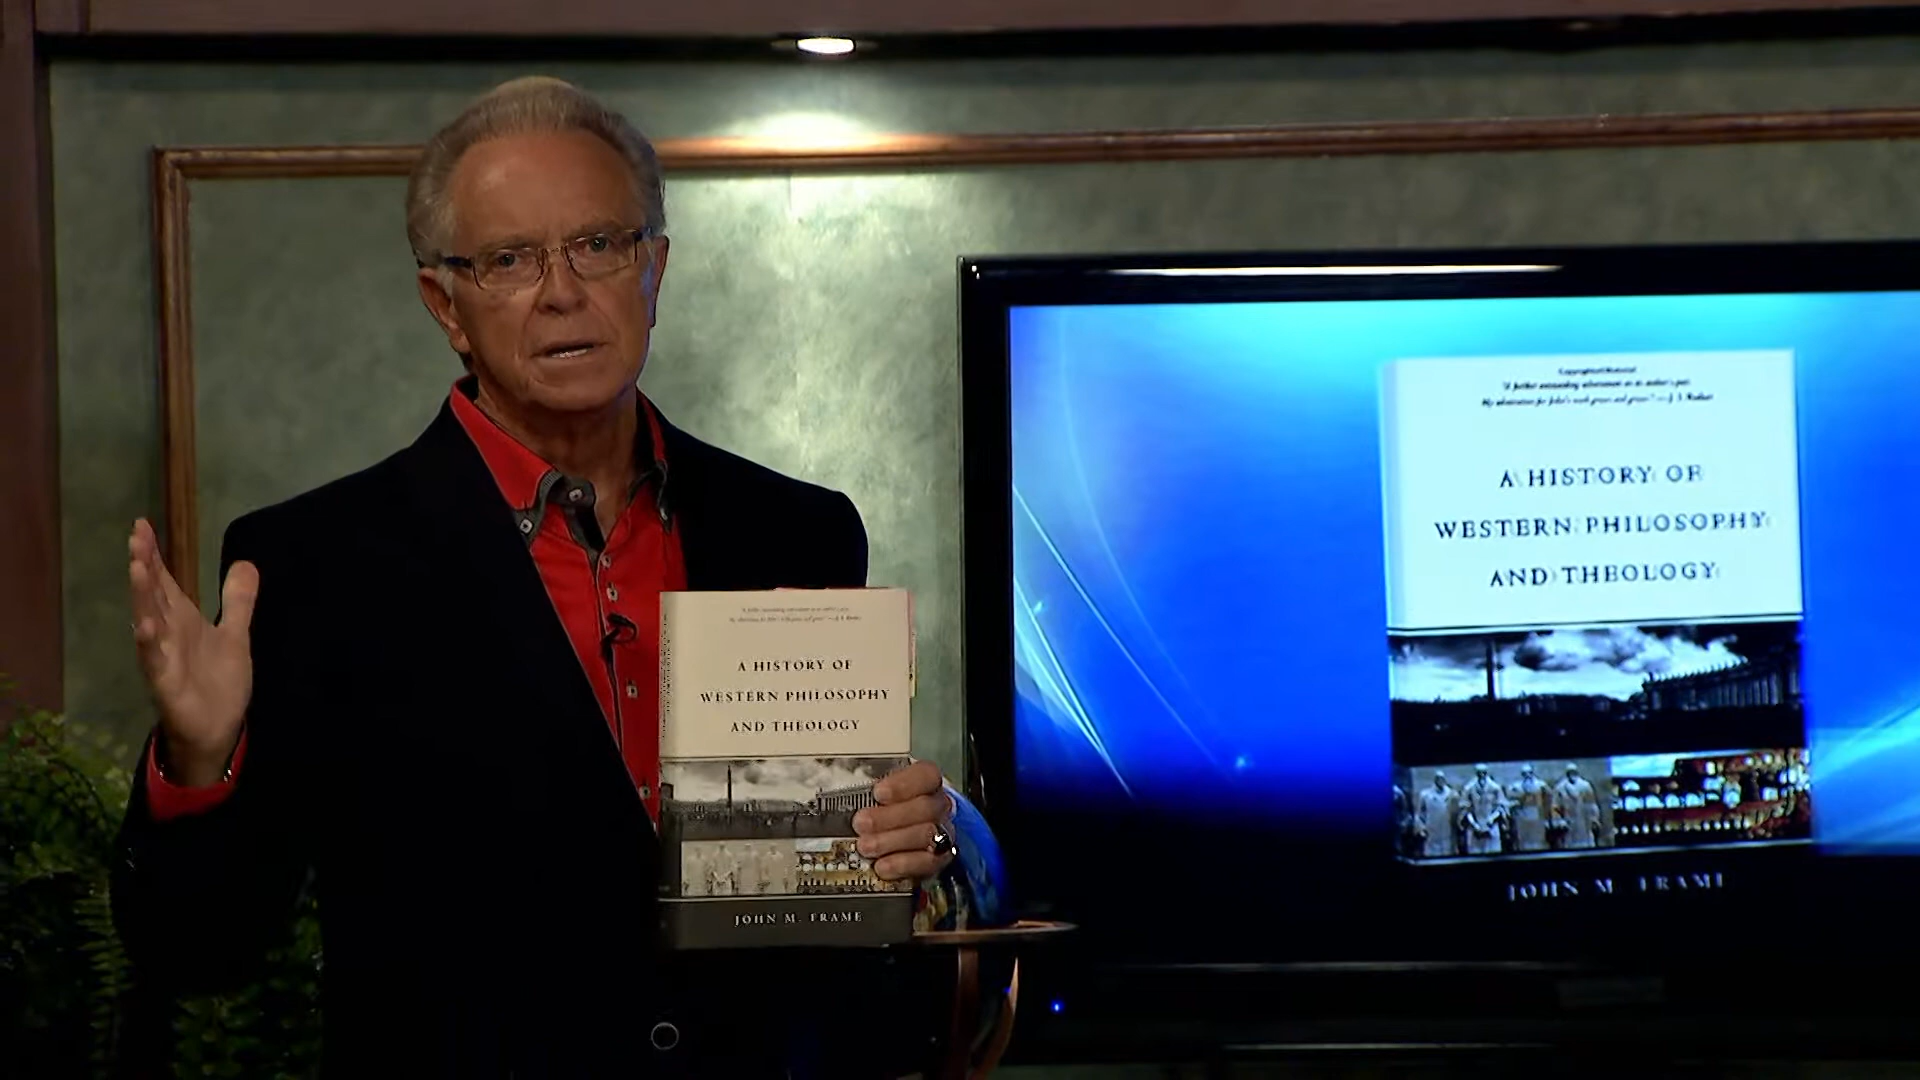 A HISTORY OF
WESTERN PHILOSOPHY
AND THEOLOGY
JOHN M. FRAME
A HISTORY OF
WESTERN PHILOSOPHY
AND THEOLOGY
JOHN M. FRAME